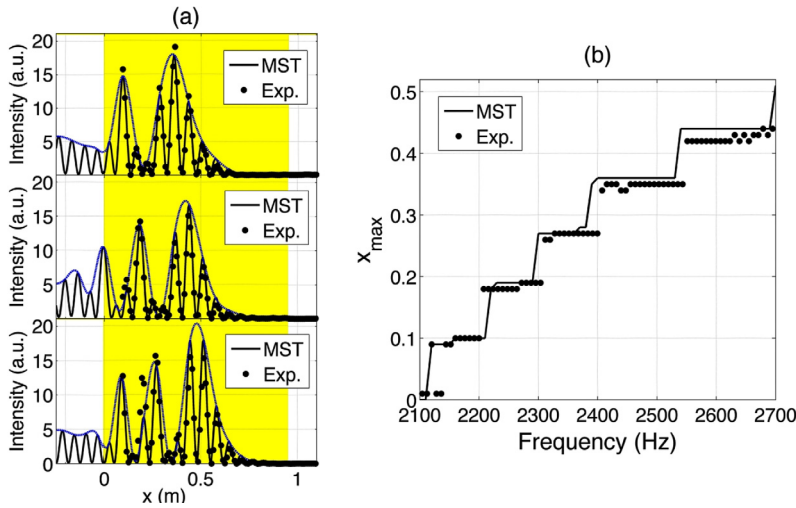 (a)
20
15
10
5
Intensity (a.u.)
MST
Exp.
20
15
10
5
Intensity (a.u.)
MST
Exp.
20
15
10
5
0
Intensity (a.u.)
MST
Exp.
0
0.5
1
x (m)
(b)
MST
Exp.
0.5
0.4
0.3
0.2
0.1
0
x_max
2100
2200
2300
2400
2500
2600
2700
Frequency (Hz)